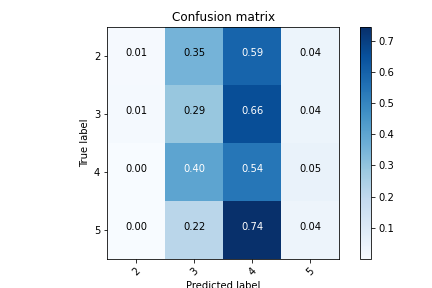 Confusion matrix
2 0.01 0.35 0.59 0.04
3 0.01 0.29 0.66 0.04
4 0.00 0.40 0.54 0.05
5 0.00 0.22 0.74 0.04
2 3 4 5
True label
Predicted label
0.7
0.6
0.5
0.4
0.3
0.2
0.1